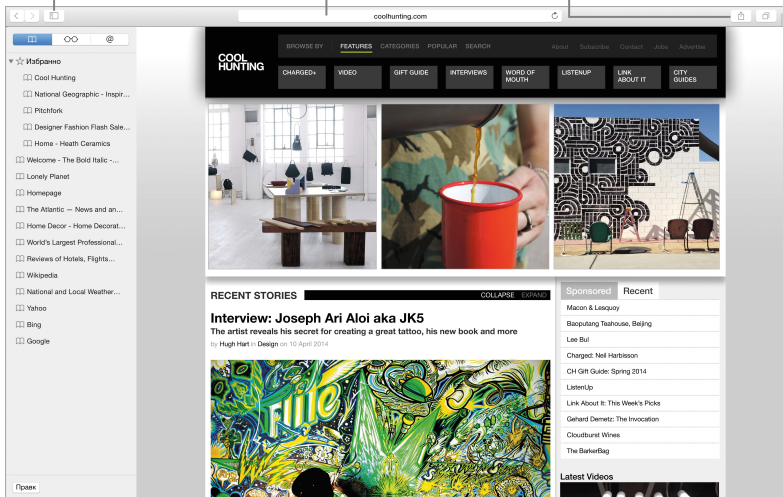 coolhunting.com
@
Избранно
Cool Hunting
National Geographic - Inspir...
Pitchfork
Designer Fashion Flash Sale...
Home - Heath Ceramics
Welcome - The Bold Italic -...
Lonely Planet
Homepage
The Atlantic — News and an...
Home Decor - Home Decorat...
World's Largest Professional...
Reviews of Hotels, Flights...
Wikipedia
National and Local Weather...
Yahoo
Bing
Google
Правк
COOL
HUNTING
BROWSE BY FEATURES CATEGORIES POPULAR SEARCH
About Subscribe Contact Jobs Advertise
CHARGED+ VIDEO GIFT GUIDE INTERVIEWS WORD OF MOUTH LISTENUP LINK ABOUT IT CITY GUIDES
RECENT STORIES COLLAPSE EXPAND
Interview: Joseph Ari Aloi aka JK5
The artist reveals his secret for creating a great tattoo, his new book and more
by Hugh Hart in Design on 10 April 2014
Sponsored Recent
Macon & Lesquoy
Baoputang Teahouse, Beijing
Lee Bul
Charged: Neil Harbisson
CH Gift Guide: Spring 2014
ListenUp
Link About It: This Week's Picks
Gehard Demetz: The Invocation
Cloudburst Wines
The BarkerBag
Latest Videos